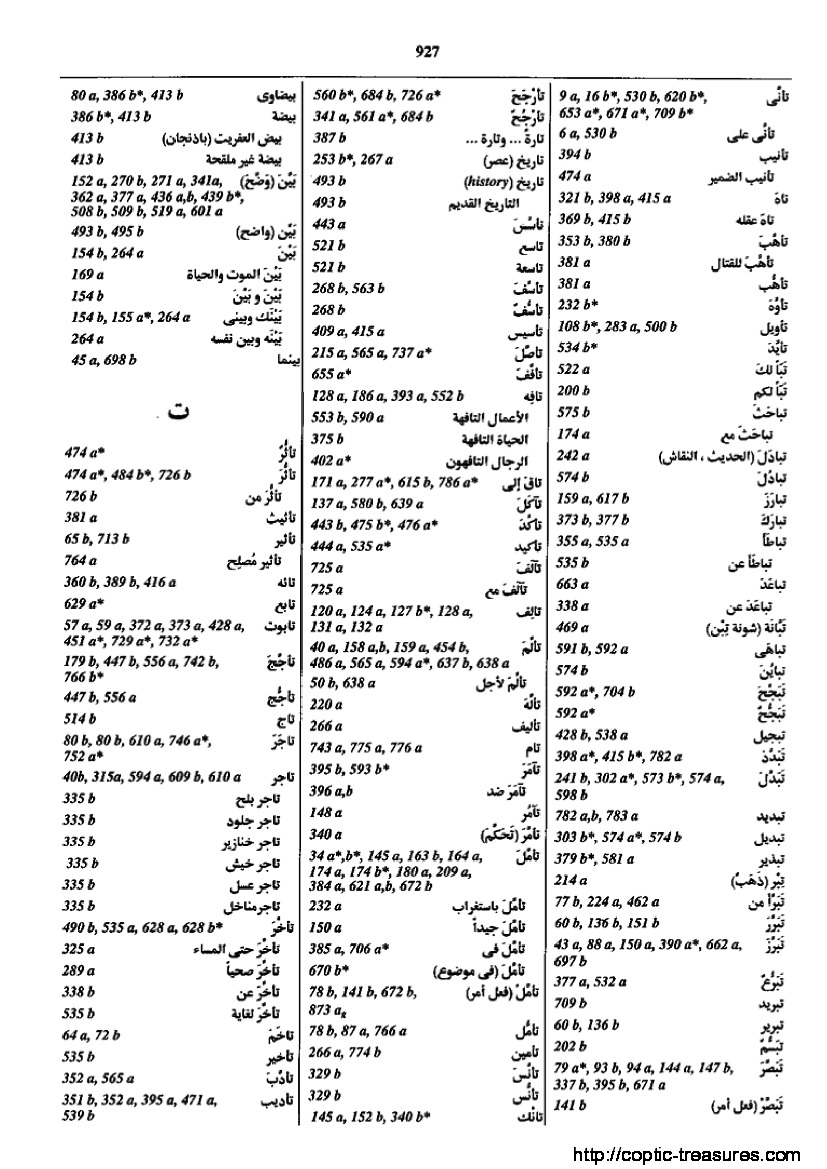 927
بيضاوى 80 a, 386 b*, 413 b
بيضة 386 b*, 413 b
بيض العفريت (باذنجان) 413 b
بيضة غير ملقحة 413 b
بَيَّنَ (وَضَّحَ) 152 a, 270 b, 271 a, 341a,
362 a, 377 a, 436 a,b, 439 b*,
508 b, 509 b, 519 a, 601 a
بَيِّن (واضح) 493 b, 495 b
بَيْنَ 154 b, 264 a
بَيْنَ الموت والحياة 169 a
بَيْنَ و بَيْنَ 154 b
بَيْنَك وبينى 154 b, 155 a*, 264 a
بَيْنَه وبين نفسه 264 a
بينما 45 a, 698 b
ت
تأثَّرَ 474 a*
تأثُّر 474 a*, 484 b*, 726 b
تأثَّر من 726 b
تأثيث 381 a
تأثير 65 b, 713 b
تأثير مُصلِح 764 a
تائه 360 b, 389 b, 416 a
تابع 629 a*
تابوت 57 a, 59 a, 372 a, 373 a, 428 a,
451 a*, 729 a*, 732 a*
تأجَّجَ 179 b, 447 b, 556 a, 742 b,
766 b*
تأجُّج 447 b, 556 a
تاج 514 b
تاجَرَ 80 b, 80 b, 610 a, 746 a*,
752 a*
تاجر 40b, 315a, 594 a, 609 b, 610 a
تاجر بلح 335 b
تاجر جلود 335 b
تاجر خنازير 335 b
تاجر خيش 335 b
تاجر عسل 335 b
تاجر مناخل 335 b
تأخَّرَ 490 b, 535 a, 628 a, 628 b*
تأخَّرَ حتى المساء 325 a
تأخَّرَ صحياً 289 a
تأخَّرَ عن 338 b
تأخَّرَ لغاية 535 b
تاخَمَ 64 a, 72 b
تأخير 535 b
تأدَّبَ 352 a, 565 a
تأديب 351 b, 352 a, 395 a, 471 a,
539 b
تأرْجَحَ 560 b*, 684 b, 726 a*
تأرْجُحٌ 341 a, 561 a*, 684 b
تارةً ... وتارة ... 387 b
تاريخ (عصر) 253 b*, 267 a
تاريخ (history) 493 b
التاريخ القديم 493 b
تأسَّسَ 443 a
تاسع 521 b
تاسعة 521 b
تأسَّفَ 268 b, 563 b
تأسُّفٌ 268 b
تأسيس 409 a, 415 a
تأصَّلَ 215 a, 565 a, 737 a*
تأفَّفَ 655 a*
تافِه 128 a, 186 a, 393 a, 552 b
الأعمال التافهة 553 b, 590 a
الحياة التافهة 375 b
الرجال التافهون 402 a*
تاقَ إلى 171 a, 277 a*, 615 b, 786 a*
تآكَلَ 137 a, 580 b, 639 a
تأكَّدَ 443 b, 475 b*, 476 a*
تأكيد 444 a, 535 a*
تآلَفَ 725 a
تآلَفَ مع 725 a
تالِف 120 a, 124 a, 127 b*, 128 a,
131 a, 132 a
تألَّمَ 40 a, 158 a,b, 159 a, 454 b,
486 a, 565 a, 594 a*, 637 b, 638 a
تألَّمَ لأجل 50 b, 638 a
تألَّهَ 220 a
تأليف 266 a
تام 743 a, 775 a, 776 a
تآمَرَ 395 b, 593 b*
تآمَرَ ضد 396 a,b
تآمُر 148 a
تأمَّرَ (تَحَكَّمَ) 340 a
تأمَّلَ 34 a*,b*, 145 a, 163 b, 164 a,
174 a, 174 b*, 180 a, 209 a,
384 a, 621 a,b, 672 b
تأمَّلَ باستغراب 232 a
تأمَّلَ جيداً 150 a
تأمَّلَ فى 385 a, 706 a*
تأمَّلَ (فى موضوع) 670 b*
تأمَّلْ (فعل أمر) 78 b, 141 b, 672 b,
873 a
تأمُّل 78 b, 87 a, 766 a
تأمين 266 a, 774 b
تأنَّسَ 329 b
تأنُّس 329 b
تأنَّكَ 145 a, 152 b, 340 b*
تأنَّى 9 a, 16 b*, 530 b, 620 b*,
653 a*, 671 a*, 709 b*
تأنَّى على 6 a, 530 b
تأنيب 394 b
تأنيب الضمير 474 a
تاهَ 321 b, 398 a, 415 a
تاهَ عقله 369 b, 415 b
تأهَّبَ 353 b, 380 b
تأهَّبَ للقتال 381 a
تأهُّب 381 a
تأوَّهَ 232 b*
تأويل 108 b*, 283 a, 500 b
تأيَّدَ 534 b*
تَبَاً لكَ 522 a
تَبَاً لكم 200 b
تباحَثَ 575 b
تباحَثَ مع 174 a
تبادَلَ (الحديث ، النقاش) 242 a
تبادُلَ 574 b
تبارَزَ 159 a, 617 b
تبارَكَ 373 b, 377 b
تباطأ 355 a, 535 a
تباطَأ عن 535 b
تباعَدَ 663 a
تباعَدَ عن 338 a
تَبَّانَة (شونة تِبْن) 469 a
تباهَى 591 b, 592 a
تبايُن 574 b
تَبَجَّحَ 592 a*, 704 b
تَبَجُّحٌ 592 a*
تبجيل 428 b, 538 a
تَبَدَّد 398 a*, 415 b*, 782 a
تَبَدَّلَ 241 b, 302 a*, 573 b*, 574 a,
598 b
تبديد 782 a,b, 783 a
تبديل 303 b*, 574 a*, 574 b
تبذير 379 b*, 581 a
تِبْر (ذَهَبٌ) 214 a
تَبَرَّأ من 77 b, 224 a, 462 a
تَبَرَّرَ 60 b, 136 b, 151 b
تَبَرَّزَ 43 a, 88 a, 150 a, 390 a*, 662 a,
697 b
تَبَرُّعٌ 377 a, 532 a
تبريد 709 b
تبرير 60 b, 136 b
تَبَسُّمٌ 202 b
تَبَصَّرَ 79 a*, 93 b, 94 a, 144 a, 147 b,
337 b, 395 b, 671 a
تَبَصَّرْ (فعل أمر) 141 b
http://coptic-treasures.com